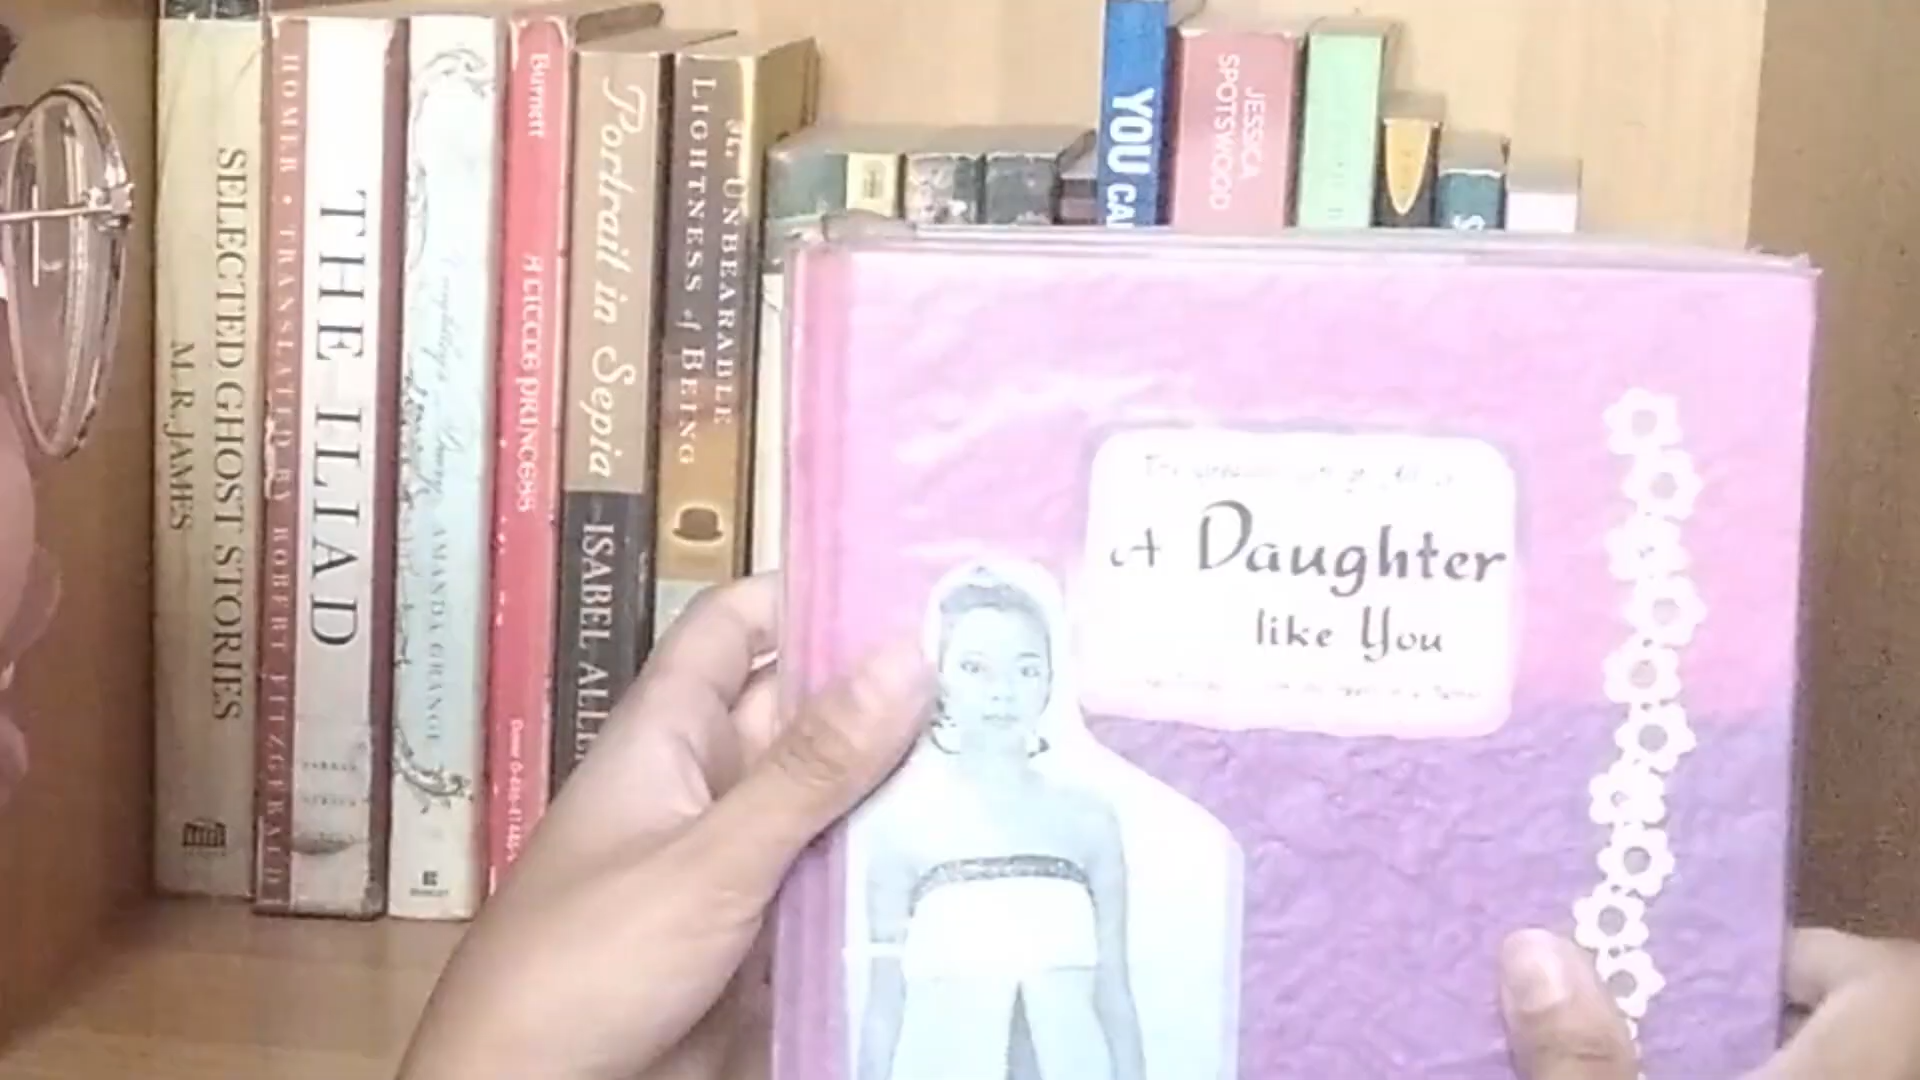 SELECTED GHOST STORIES
M. R. JAMES
HOMER • TRANSLATED BY ROBERT FITZGERALD
THE ILIAD
AMANDA GRANGE
Burnett
A LITTLE PRINCESS
Portrait in Sepia
ISABEL ALLE
UNBEARABLE
LIGHTNESS of BEING
YOU CA
JESSICA
SPOTSWOOD
A Daughter
like You